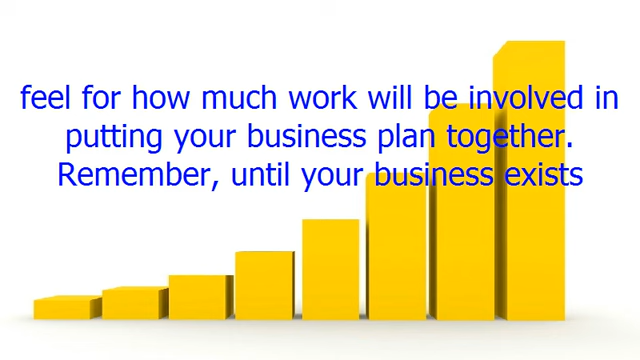 feel for how much work will be involved in
putting your business plan together.
Remember, until your business exists